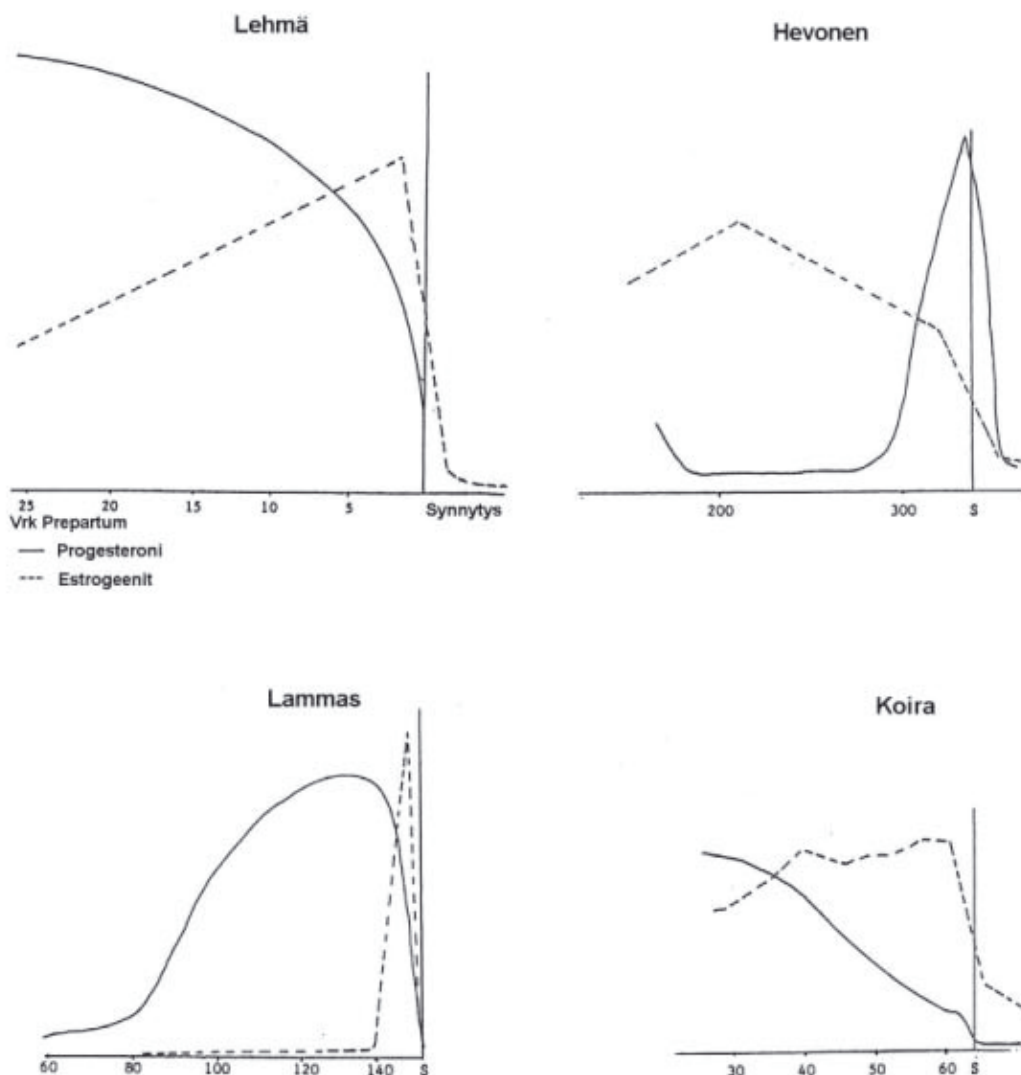 Lehmä
25 20 15 10 5 Synnytys
Vrk Prepartum
Progesteroni
Estrogeenit
Hevonen
200 300 S
Lammas
60 80 100 120 140 S
Koira
30 40 50 60 S